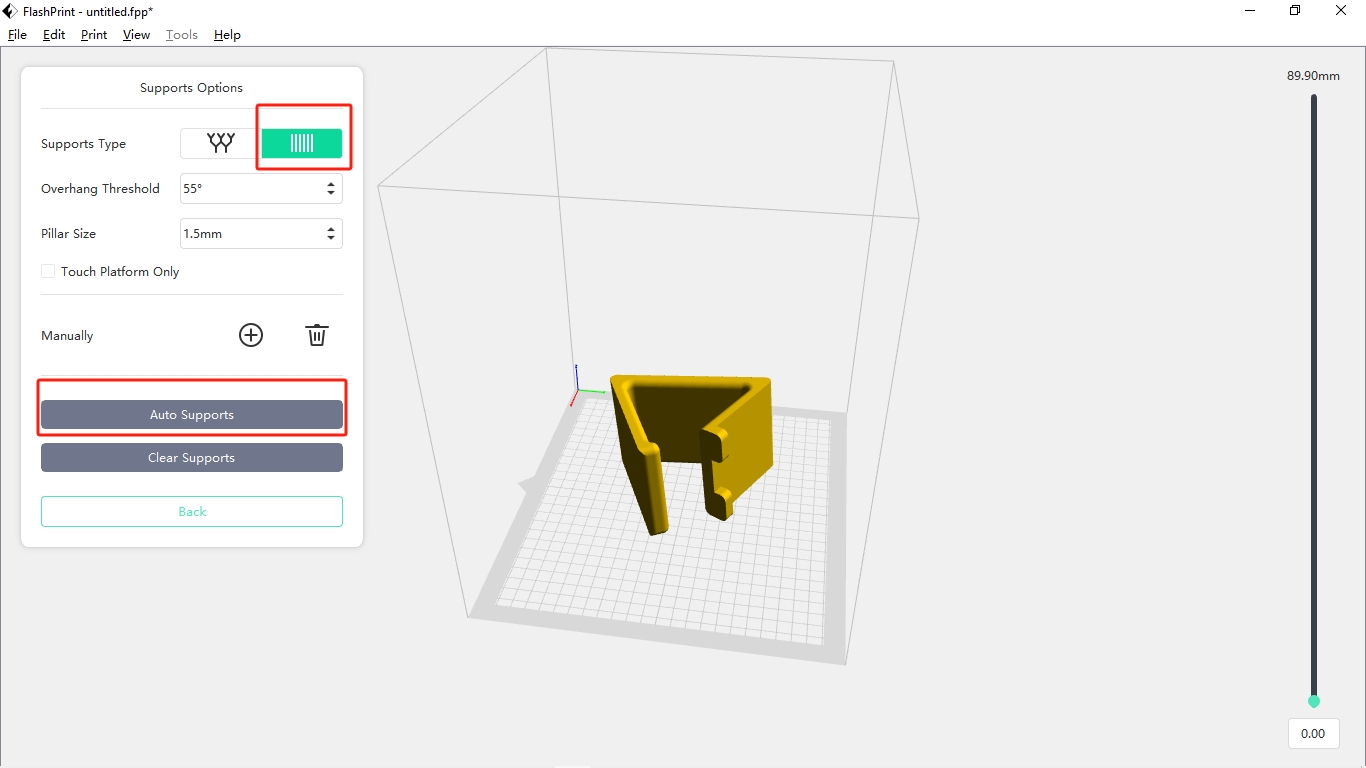 FlashPrint - untitled.fpp*
File Edit Print View Tools Help
89.90mm
Supports Options
Supports Type
Overhang Threshold 55°
Pillar Size 1.5mm
Touch Platform Only
Manually
Auto Supports
Clear Supports
Back
0.00